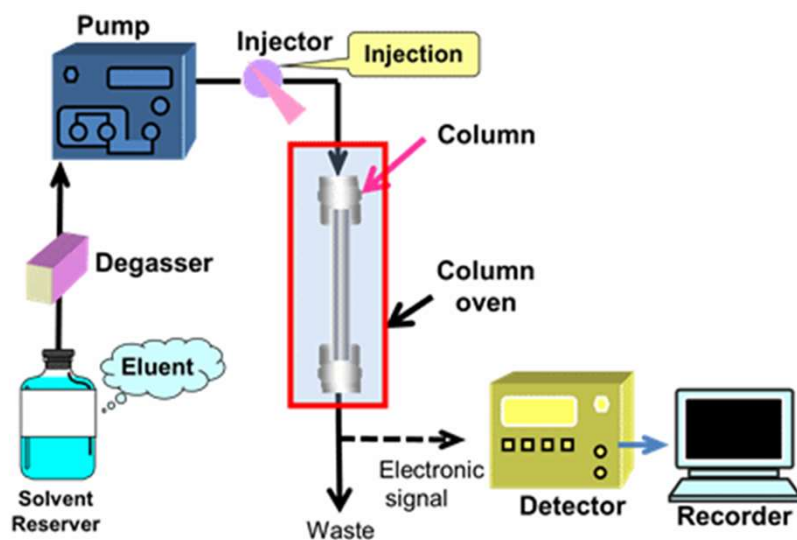 Pump
Injector
Injection
Column
Degasser
Column
oven
Eluent
Electronic
signal
Solvent
Reserver
Waste
Detector
Recorder